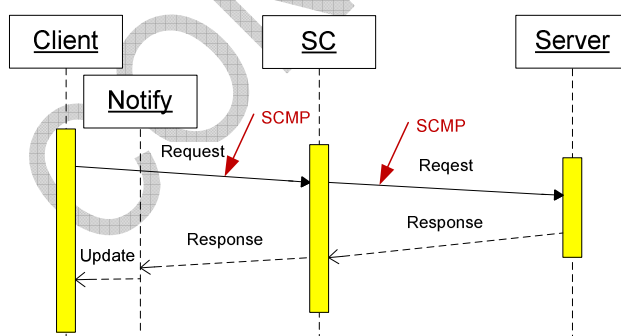 Client
SC
Server
Notify
SCMP
SCMP
Request
Reqest
Response
Response
Update